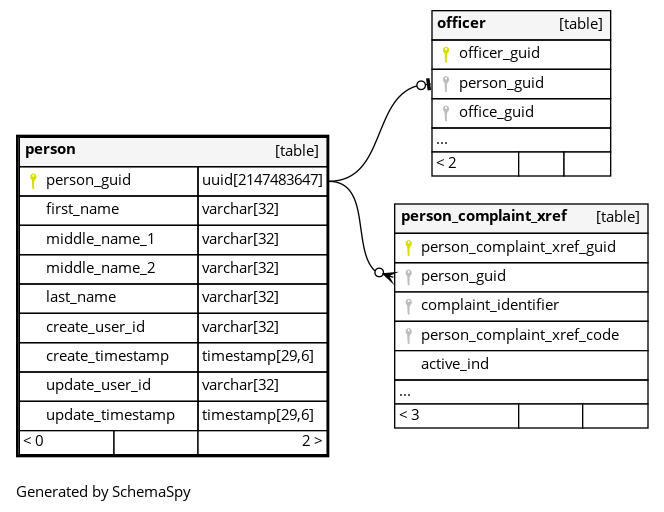 officer [table]
officer_guid
person_guid
office_guid
...
< 2
person [table]
person_guid uuid[2147483647]
first_name varchar[32]
middle_name_1 varchar[32]
middle_name_2 varchar[32]
last_name varchar[32]
create_user_id varchar[32]
create_timestamp timestamp[29,6]
update_user_id varchar[32]
update_timestamp timestamp[29,6]
< 0 2 >
person_complaint_xref [table]
person_complaint_xref_guid
person_guid
complaint_identifier
person_complaint_xref_code
active_ind
...
< 3
Generated by SchemaSpy